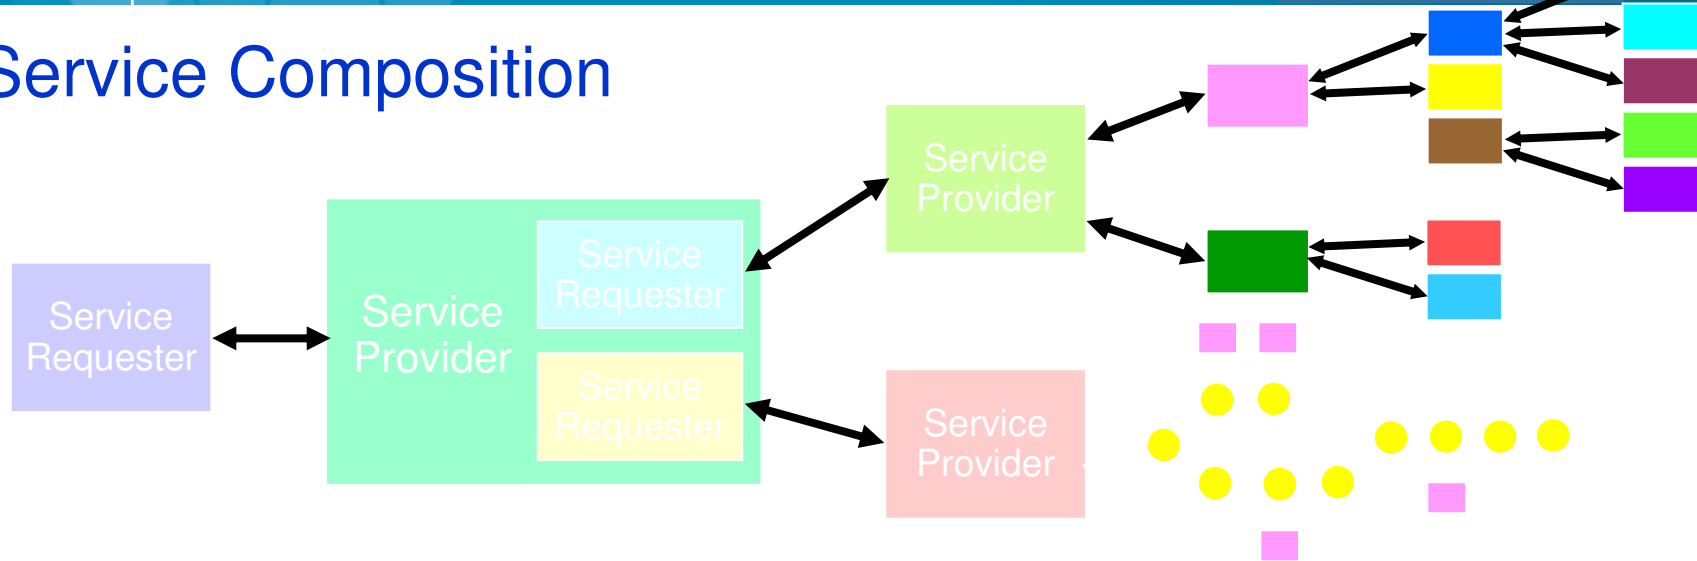 Service Composition
Service
Requester
Service
Provider
Service
Requester
Service
Requester
Service
Provider
Service
Provider